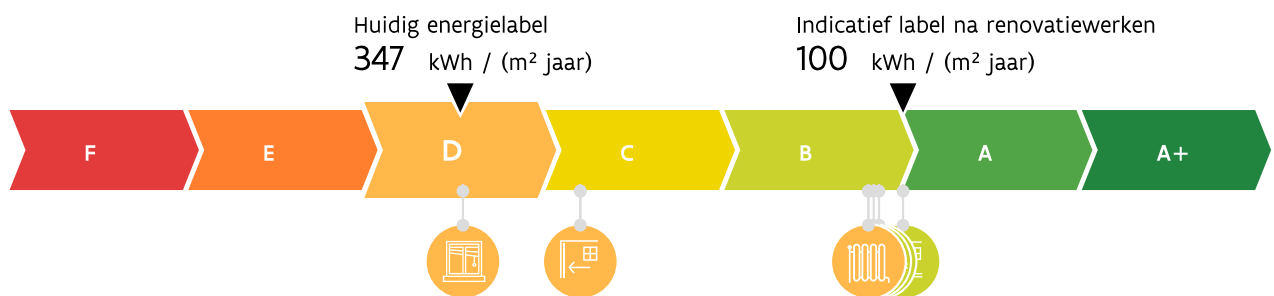 Huidig energielabel
347 kWh / (m² jaar)
Indicatief label na renovatiewerken
100 kWh / (m² jaar)
F E D C B A A+